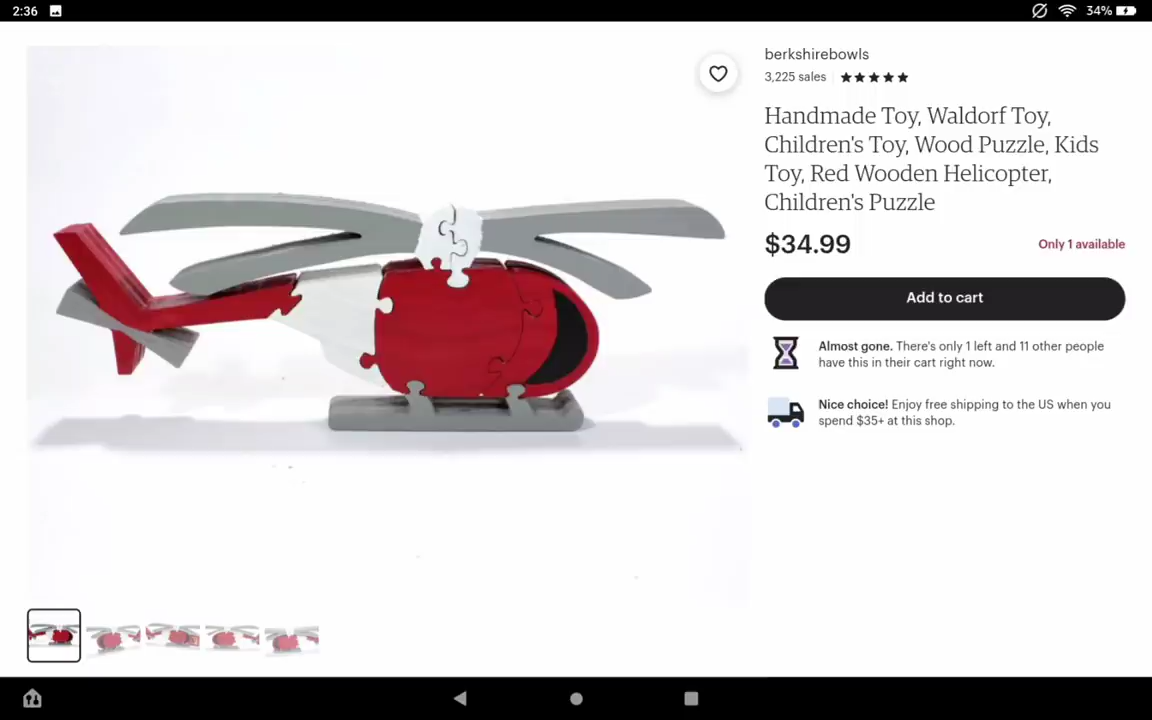 2:36
34%
berkshirebowls
3,225 sales
Handmade Toy, Waldorf Toy,
Children's Toy, Wood Puzzle, Kids
Toy, Red Wooden Helicopter,
Children's Puzzle
$34.99
Only 1 available
Add to cart
Almost gone. There's only 1 left and 11 other people
have this in their cart right now.
Nice choice! Enjoy free shipping to the US when you
spend $35+ at this shop.